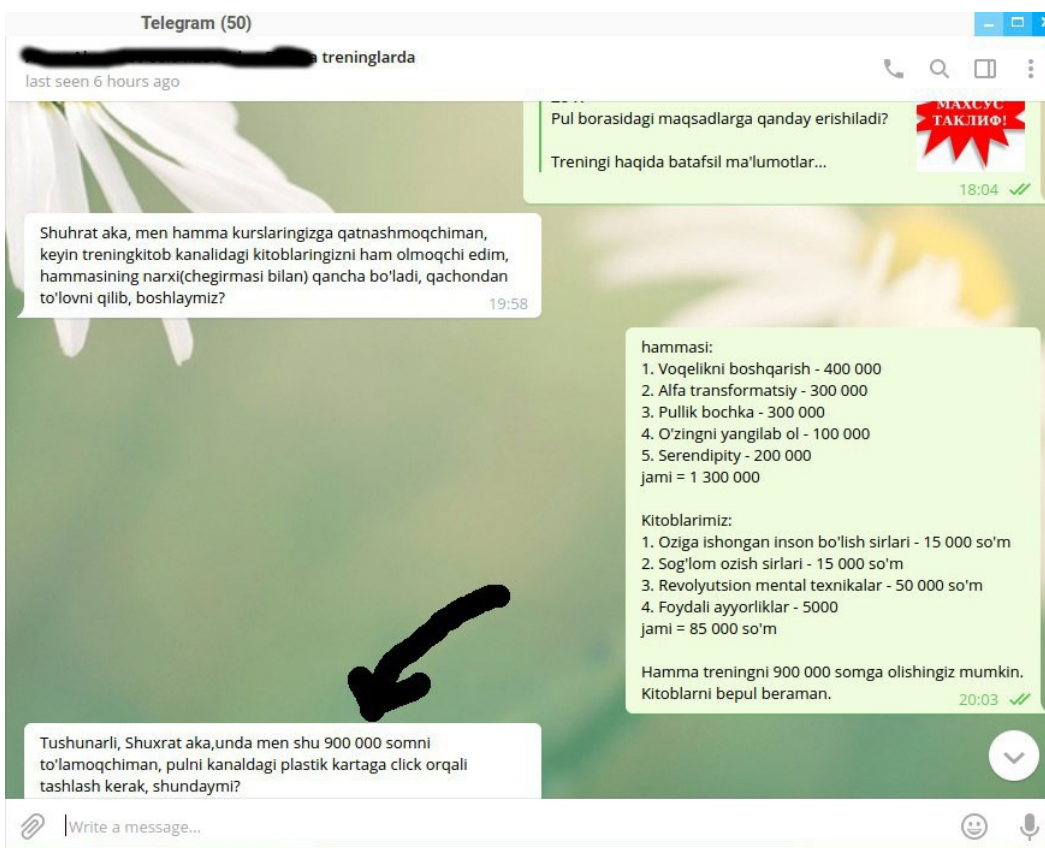 Telegram (50)
a treninglarda
last seen 6 hours ago
Pul borasidagi maqsadlarga qanday erishiladi?
Treningi haqida batafsil ma'lumotlar...
МАХСУС
ТАКЛИФ!
18:04
Shuhrat aka, men hamma kurslaringizga qatnashmoqchiman,
keyin treningkitob kanalidagi kitoblaringizni ham olmoqchi edim,
hammasining narxi(chegirmasi bilan) qancha bo'ladi, qachondan
to'lovni qilib, boshlaymiz?
19:58
hammasi:
1. Voqelikni boshqarish - 400 000
2. Alfa transformatsiy - 300 000
3. Pullik bochka - 300 000
4. O'zingni yangilab ol - 100 000
5. Serendipity - 200 000
jami = 1 300 000
Kitoblarimiz:
1. Oziga ishongan inson bo'lish sirlari - 15 000 so'm
2. Sog'lom ozish sirlari - 15 000 so'm
3. Revolyutsion mental texnikalar - 50 000 so'm
4. Foydali ayyorliklar - 5000
jami = 85 000 so'm
Hamma treningni 900 000 somga olishingiz mumkin.
Kitoblarni bepul beraman.
20:03
Tushunarli, Shuxrat aka,unda men shu 900 000 somni
to'lamoqchiman, pulni kanaldagi plastik kartaga click orqali
tashlash kerak, shundaymi?
Write a message...